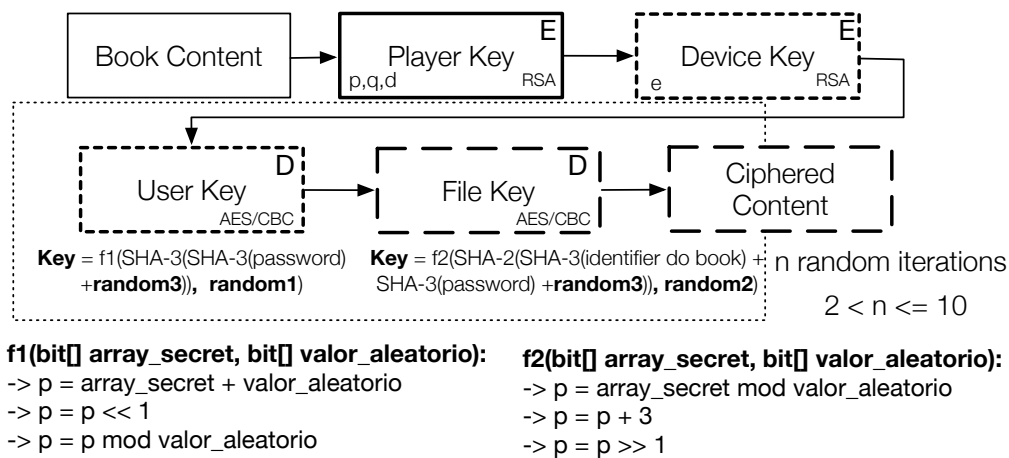 Book Content
Player Key
E
p,q,d
RSA
Device Key
E
e
RSA
User Key
D
AES/CBC
File Key
D
AES/CBC
Ciphered
Content
Key = f1(SHA-3(SHA-3(password)
+random3)), random1)
Key = f2(SHA-2(SHA-3(identifier do book) +
SHA-3(password) +random3)), random2)
n random iterations
2 < n <= 10
f1(bit[] array_secret, bit[] valor_aleatorio):
-> p = array_secret + valor_aleatorio
-> p = p << 1
-> p = p mod valor_aleatorio
f2(bit[] array_secret, bit[] valor_aleatorio):
-> p = array_secret mod valor_aleatorio
-> p = p + 3
-> p = p >> 1